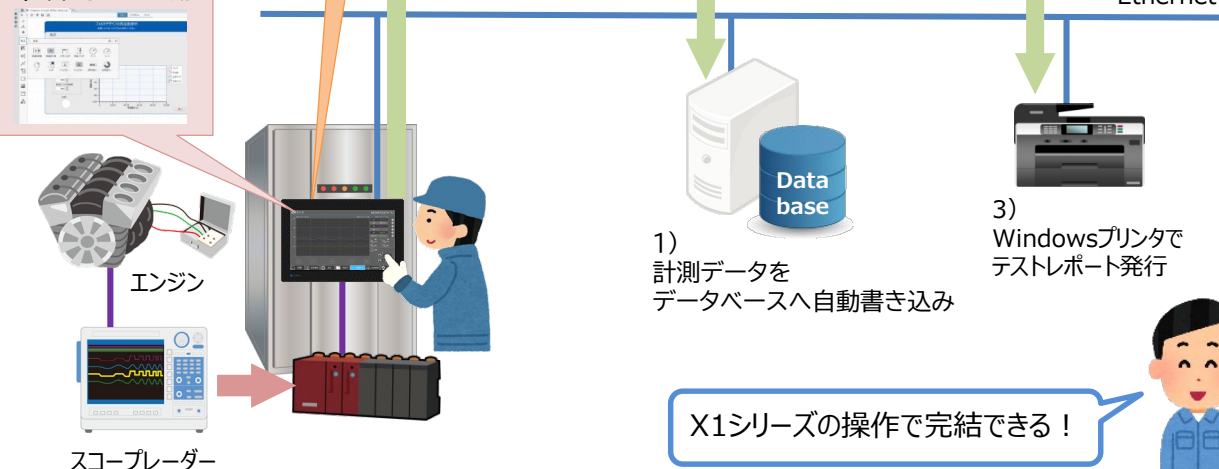 Ethernet
エンジン
スコープレーダー
Data
base
1）
計測データを
データベースへ自動書き込み
3）
Windowsプリンタで
テストレポート発行
X1シリーズの操作で完結できる！